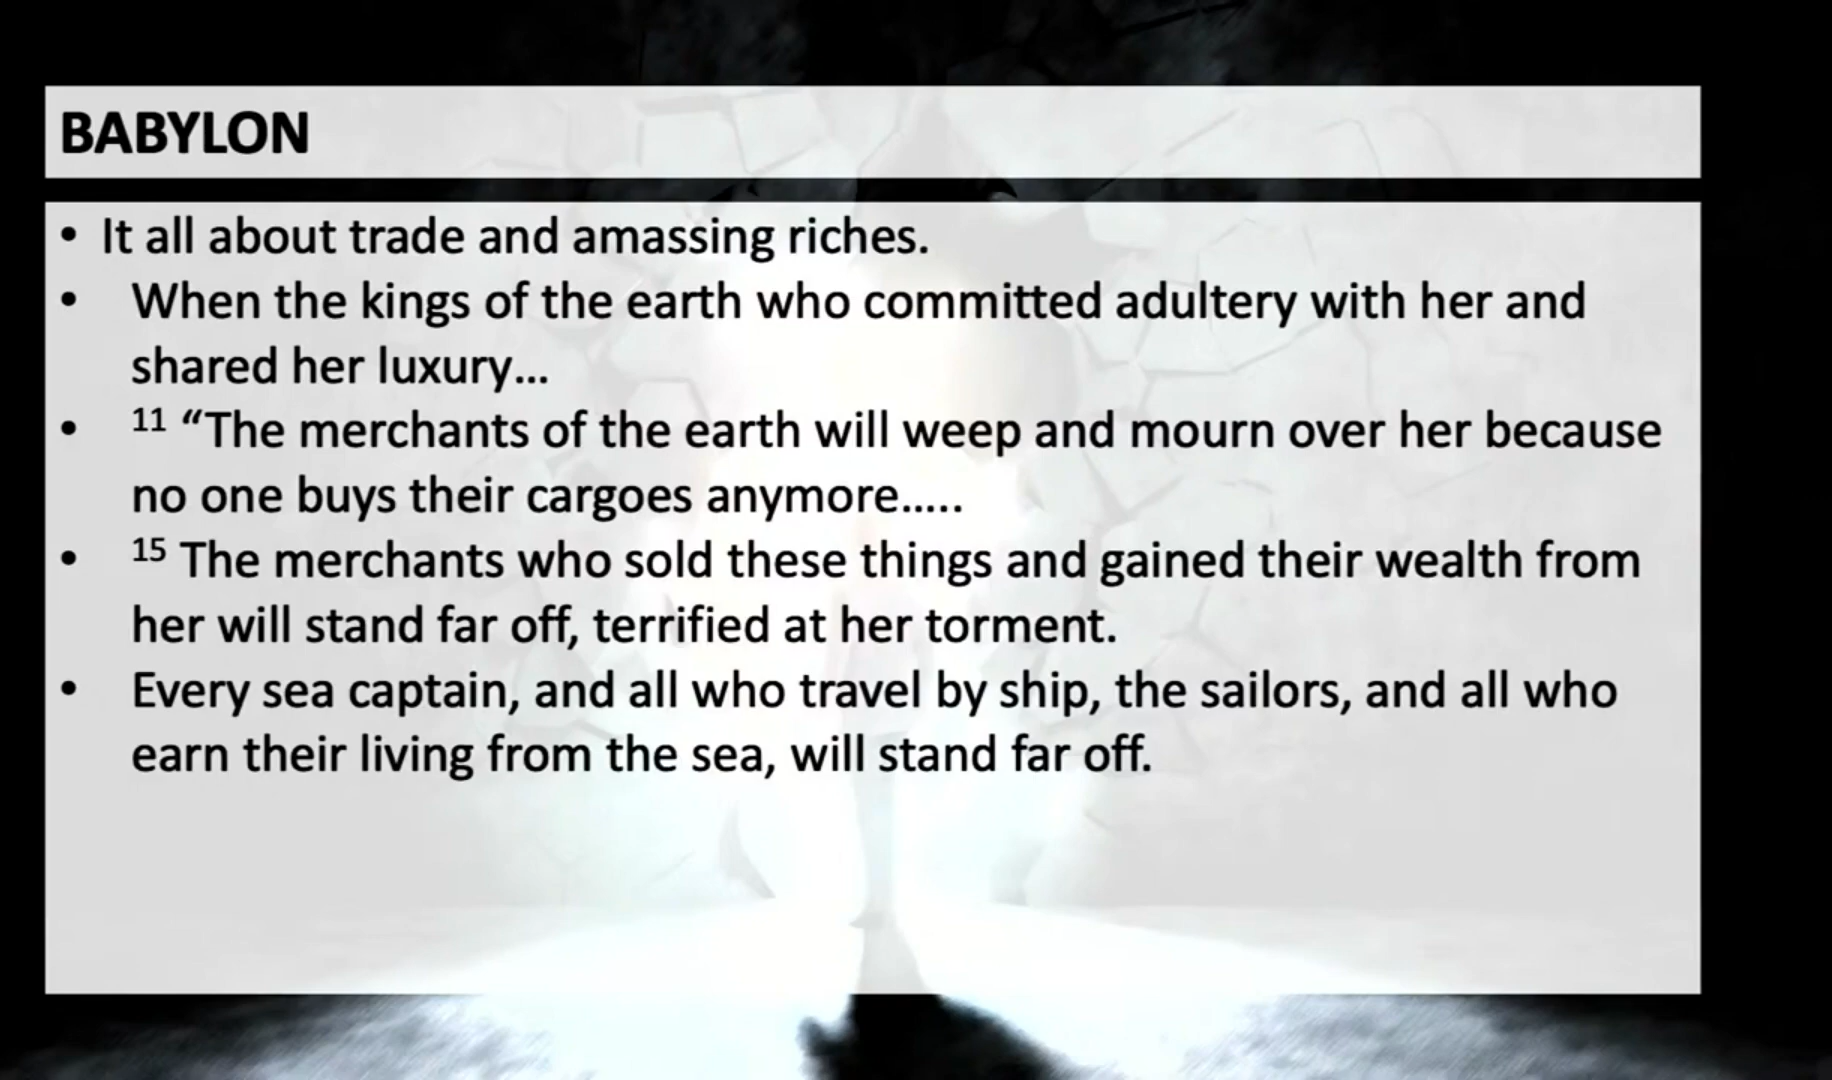 BABYLON
• It all about trade and amassing riches.
• When the kings of the earth who committed adultery with her and
shared her luxury...
• 11 “The merchants of the earth will weep and mourn over her because
no one buys their cargoes anymore.....
• 15 The merchants who sold these things and gained their wealth from
her will stand far off, terrified at her torment.
• Every sea captain, and all who travel by ship, the sailors, and all who
earn their living from the sea, will stand far off.